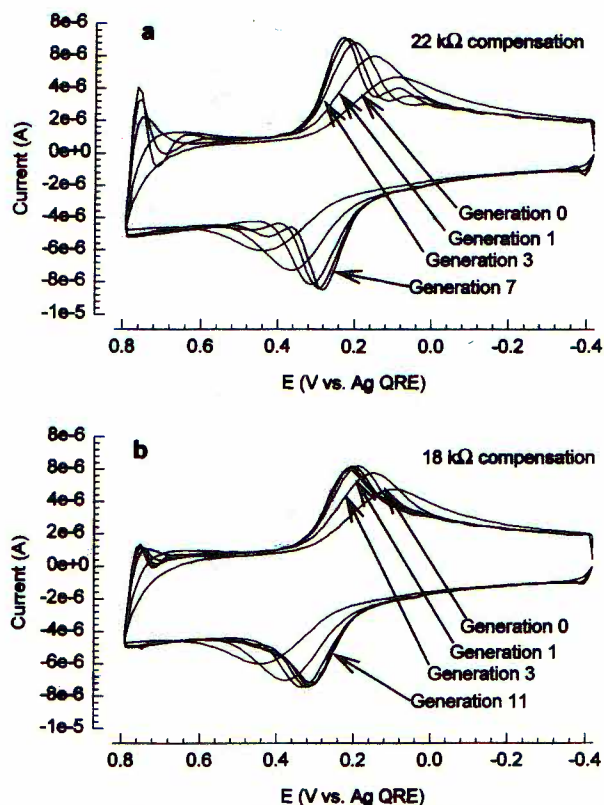 a
22 kΩ compensation
8e-6
6e-6
4e-6
2e-6
0e+0
-2e-6
-4e-6
-6e-6
-8e-6
-1e-5
Current (A)
Generation 0
Generation 1
Generation 3
Generation 7
0.8 0.6 0.4 0.2 0.0 -0.2 -0.4
E (V vs. Ag QRE)
b
18 kΩ compensation
8e-6
6e-6
4e-6
2e-6
0e+0
-2e-6
-4e-6
-6e-6
-8e-6
-1e-5
Current (A)
Generation 0
Generation 1
Generation 3
Generation 11
0.8 0.6 0.4 0.2 0.0 -0.2 -0.4
E (V vs. Ag QRE)